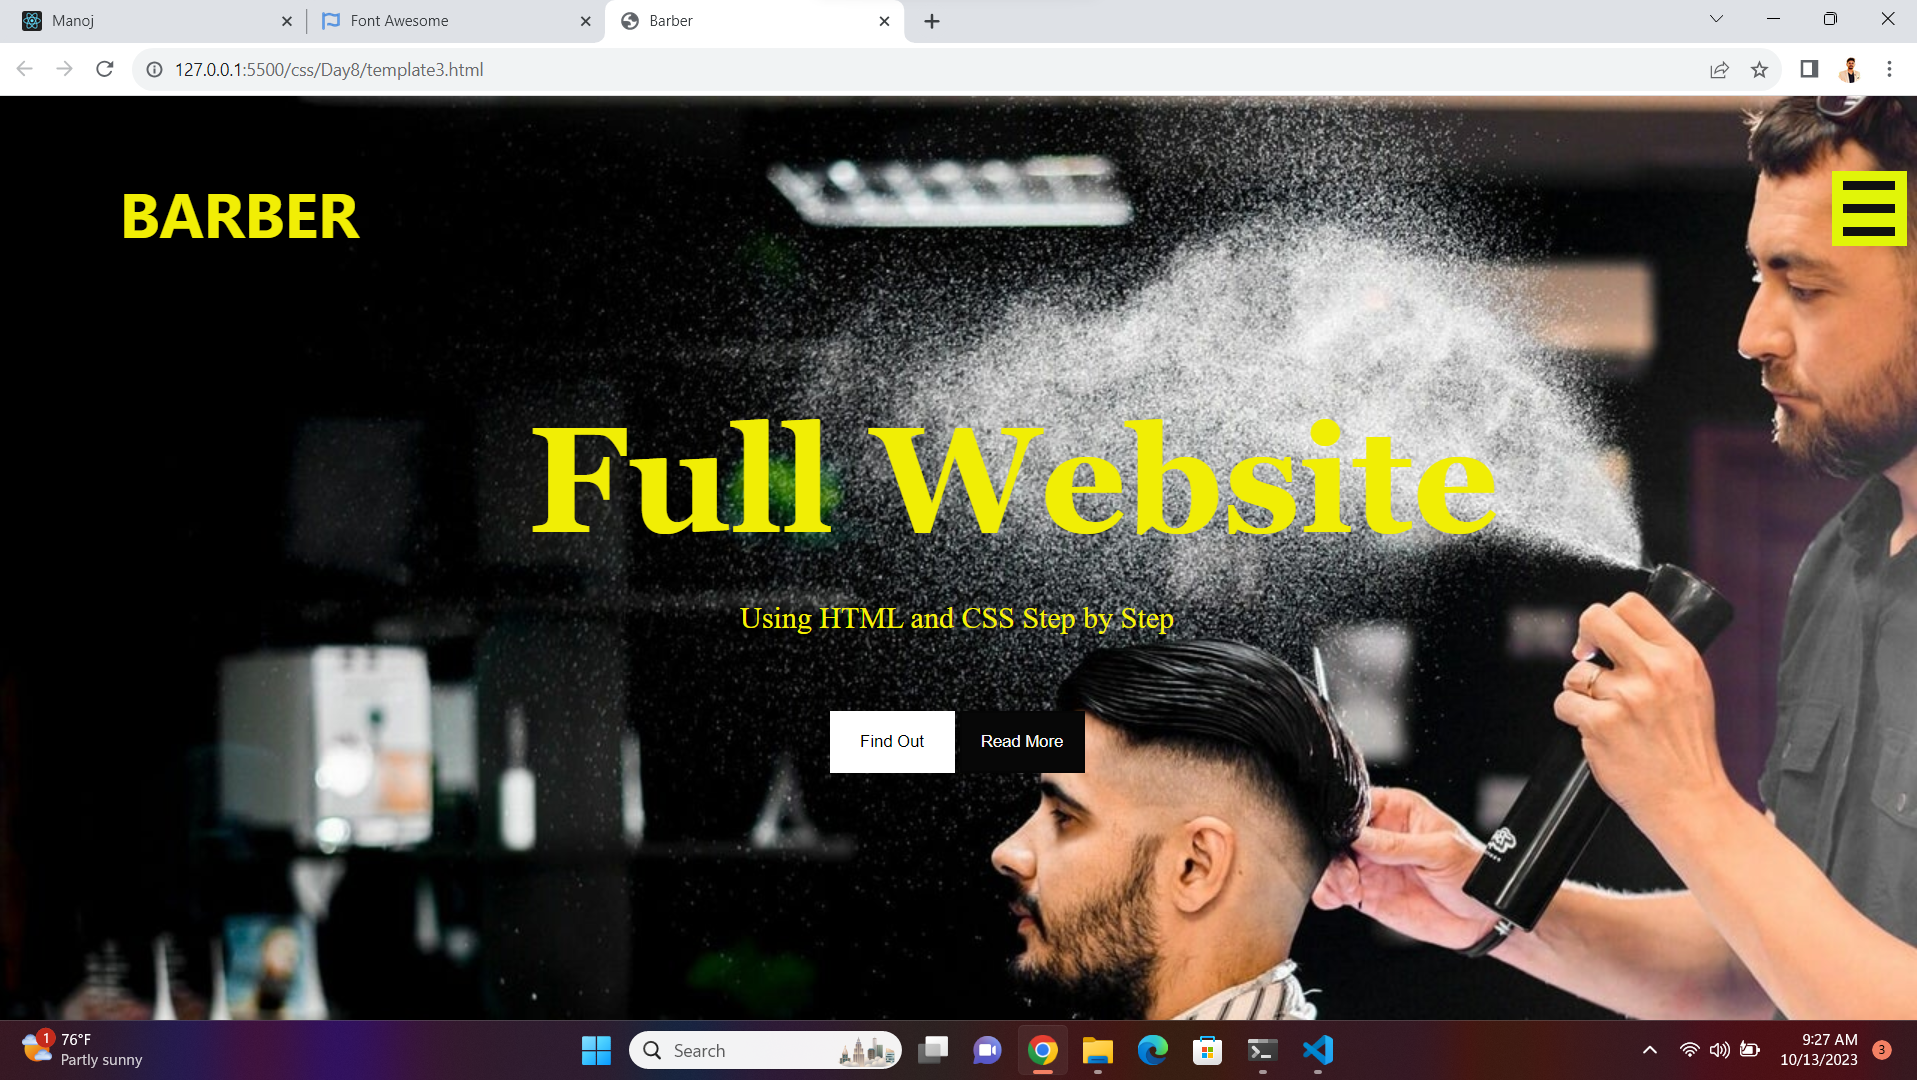 Manoj
Font Awesome
Barber
127.0.0.1:5500/css/Day8/template3.html
BARBER
Full Website
Using HTML and CSS Step by Step
Find Out
Read More
1
76°F
Partly sunny
Search
9:27 AM
10/13/2023
3